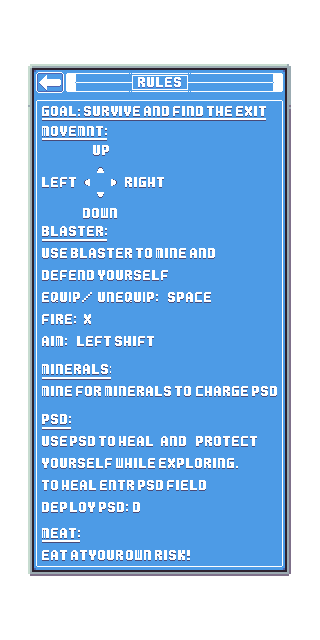 RULES
GOAL: SURVIVE AND FIND THE EXIT
MOVEMNT:
UP
LEFT RIGHT
DOWN
BLASTER:
USE BLASTER TO MINE AND
DEFEND YOURSELF
EQUIP/ UNEQUIP: SPACE
FIRE: X
AIM: LEFT SHIFT
MINERALS:
MINE FOR MINERALS TO CHARGE PSD
PSD:
USE PSD TO HEAL AND PROTECT
YOURSELF WHILE EXPLORING.
TO HEAL ENTR PSD FIELD
DEPLOY PSD: D
MEAT:
EAT AT YOUR OWN RISK!